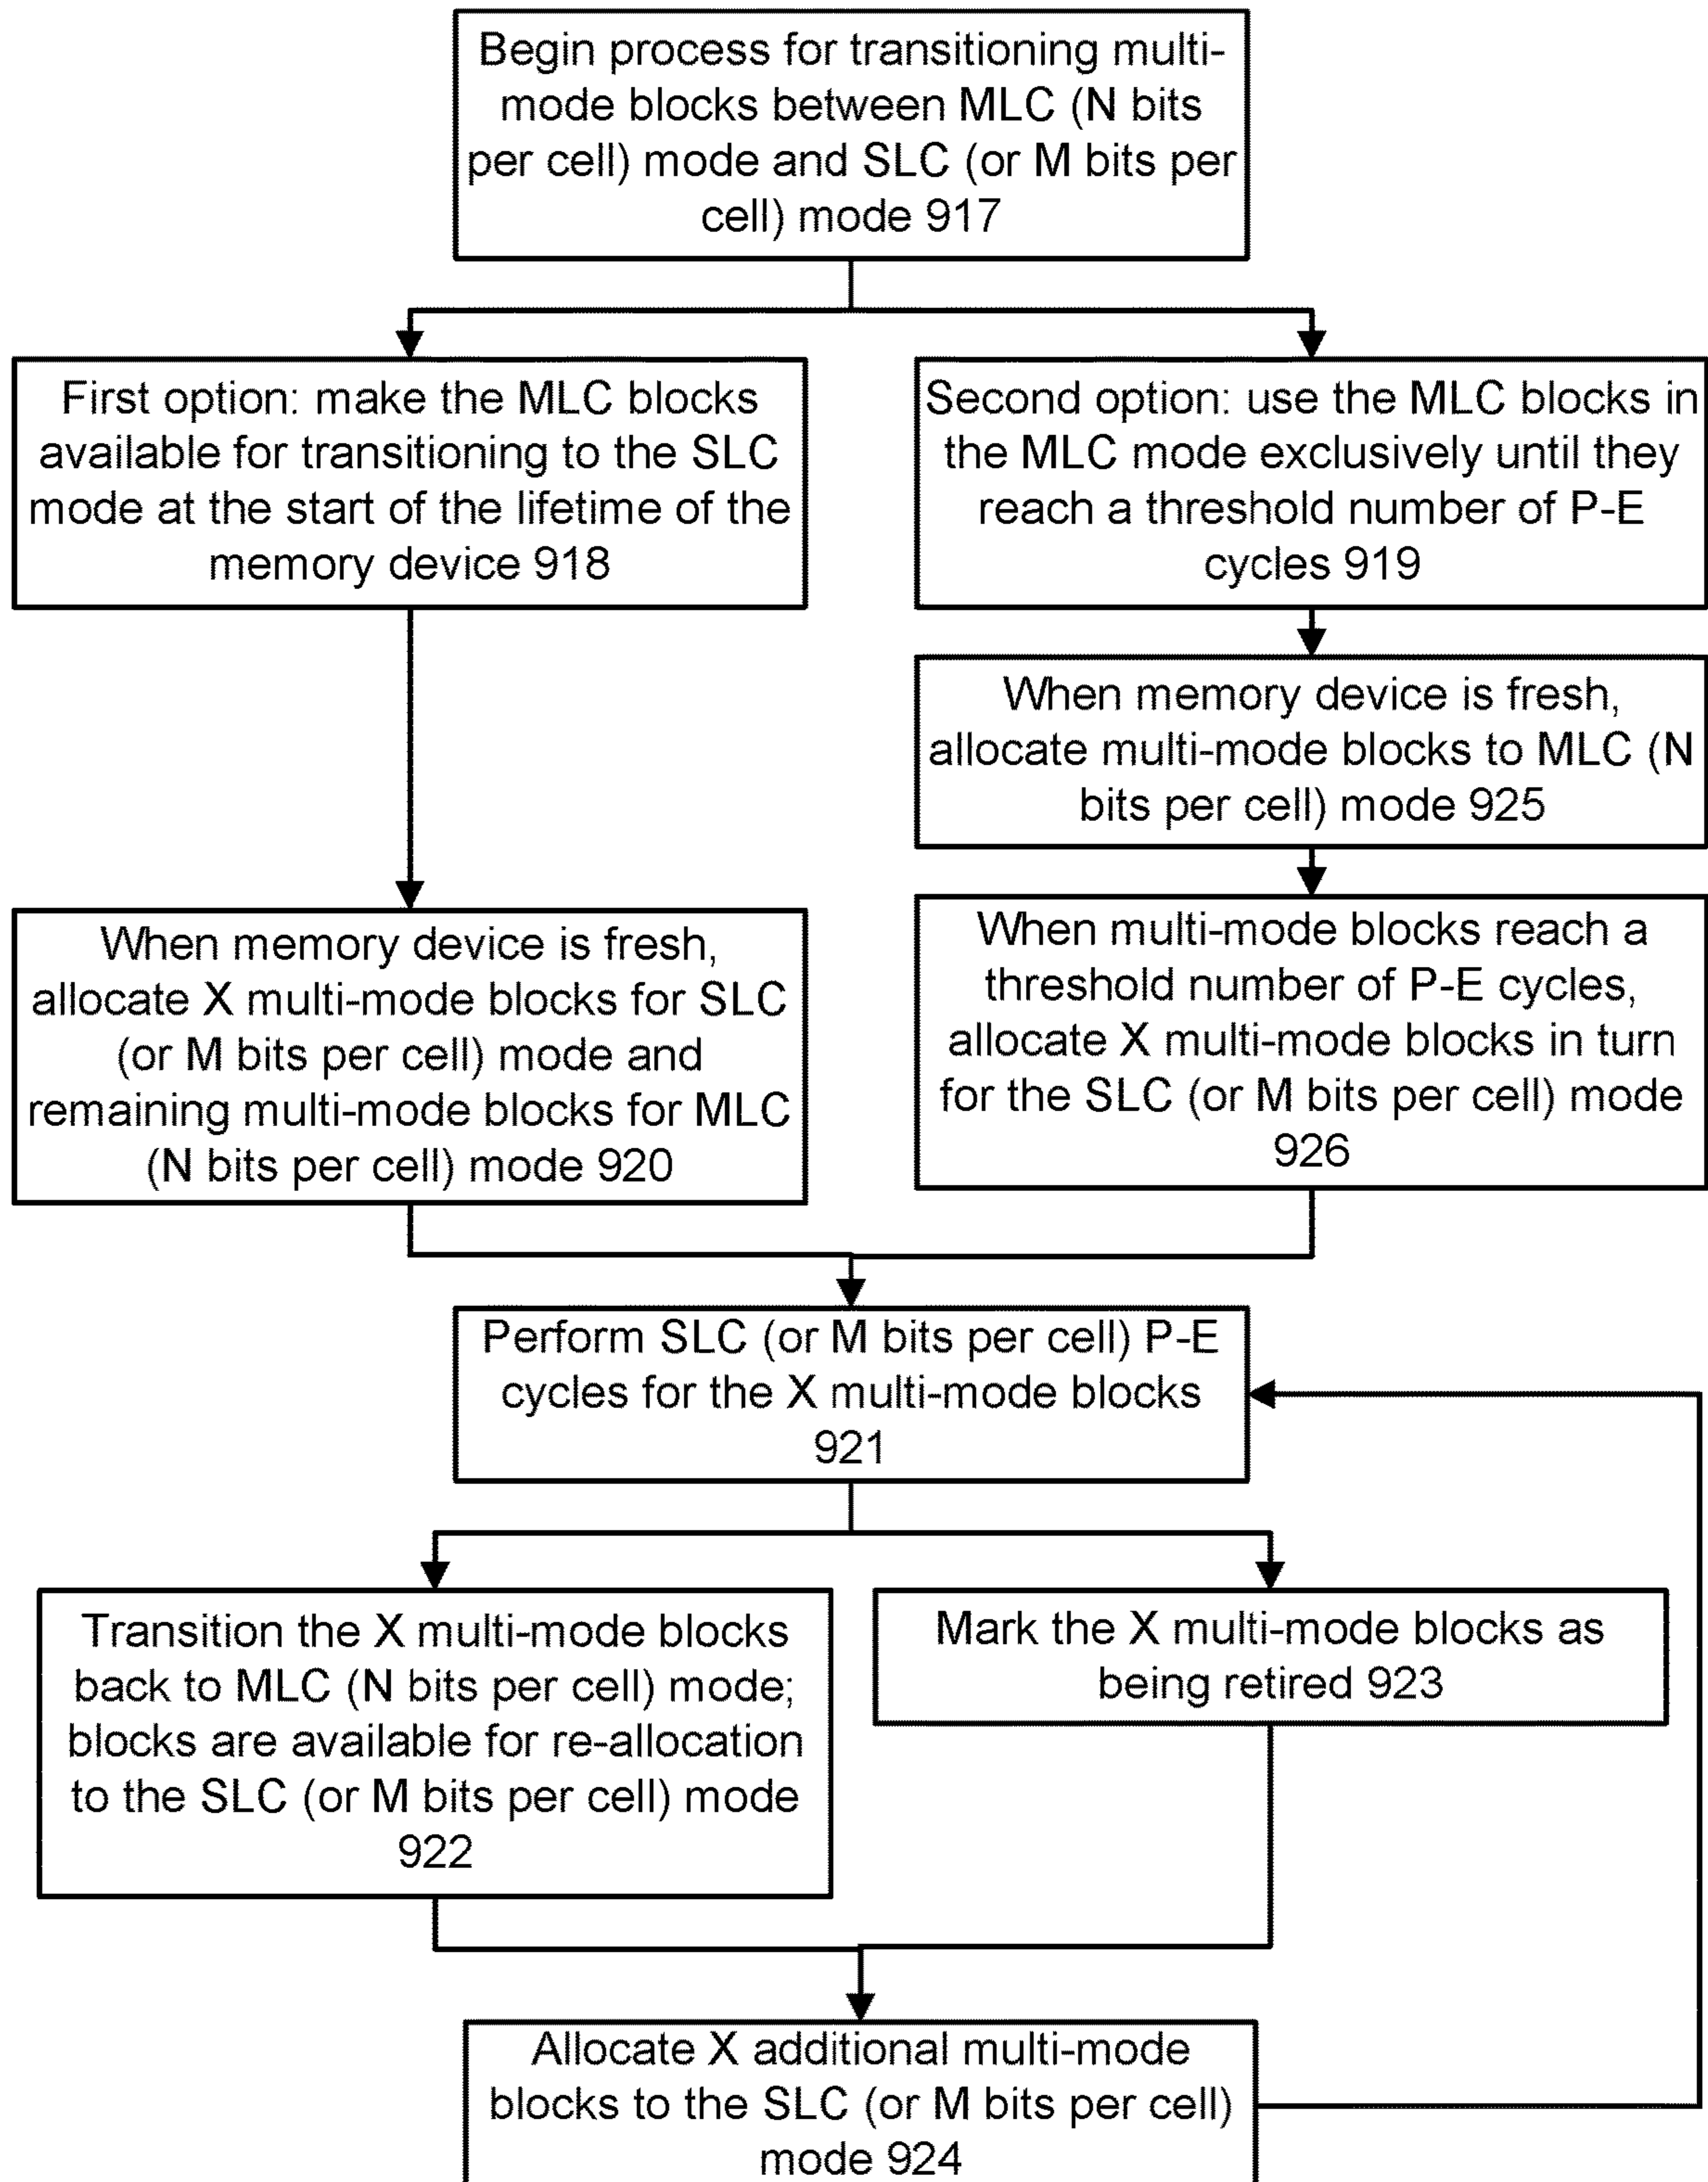 Begin process for transitioning multi-
mode blocks between MLC (N bits
per cell) mode and SLC (or M bits per
cell) mode 917
First option: make the MLC blocks
available for transitioning to the SLC
mode at the start of the lifetime of the
memory device 918
Second option: use the MLC blocks in
the MLC mode exclusively until they
reach a threshold number of P-E
cycles 919
When memory device is fresh,
allocate multi-mode blocks to MLC (N
bits per cell) mode 925
When memory device is fresh,
allocate X multi-mode blocks for SLC
(or M bits per cell) mode and
remaining multi-mode blocks for MLC
(N bits per cell) mode 920
When multi-mode blocks reach a
threshold number of P-E cycles,
allocate X multi-mode blocks in turn
for the SLC (or M bits per cell) mode
926
Perform SLC (or M bits per cell) P-E
cycles for the X multi-mode blocks
921
Transition the X multi-mode blocks
back to MLC (N bits per cell) mode;
blocks are available for re-allocation
to the SLC (or M bits per cell) mode
922
Mark the X multi-mode blocks as
being retired 923
Allocate X additional multi-mode
blocks to the SLC (or M bits per cell)
mode 924